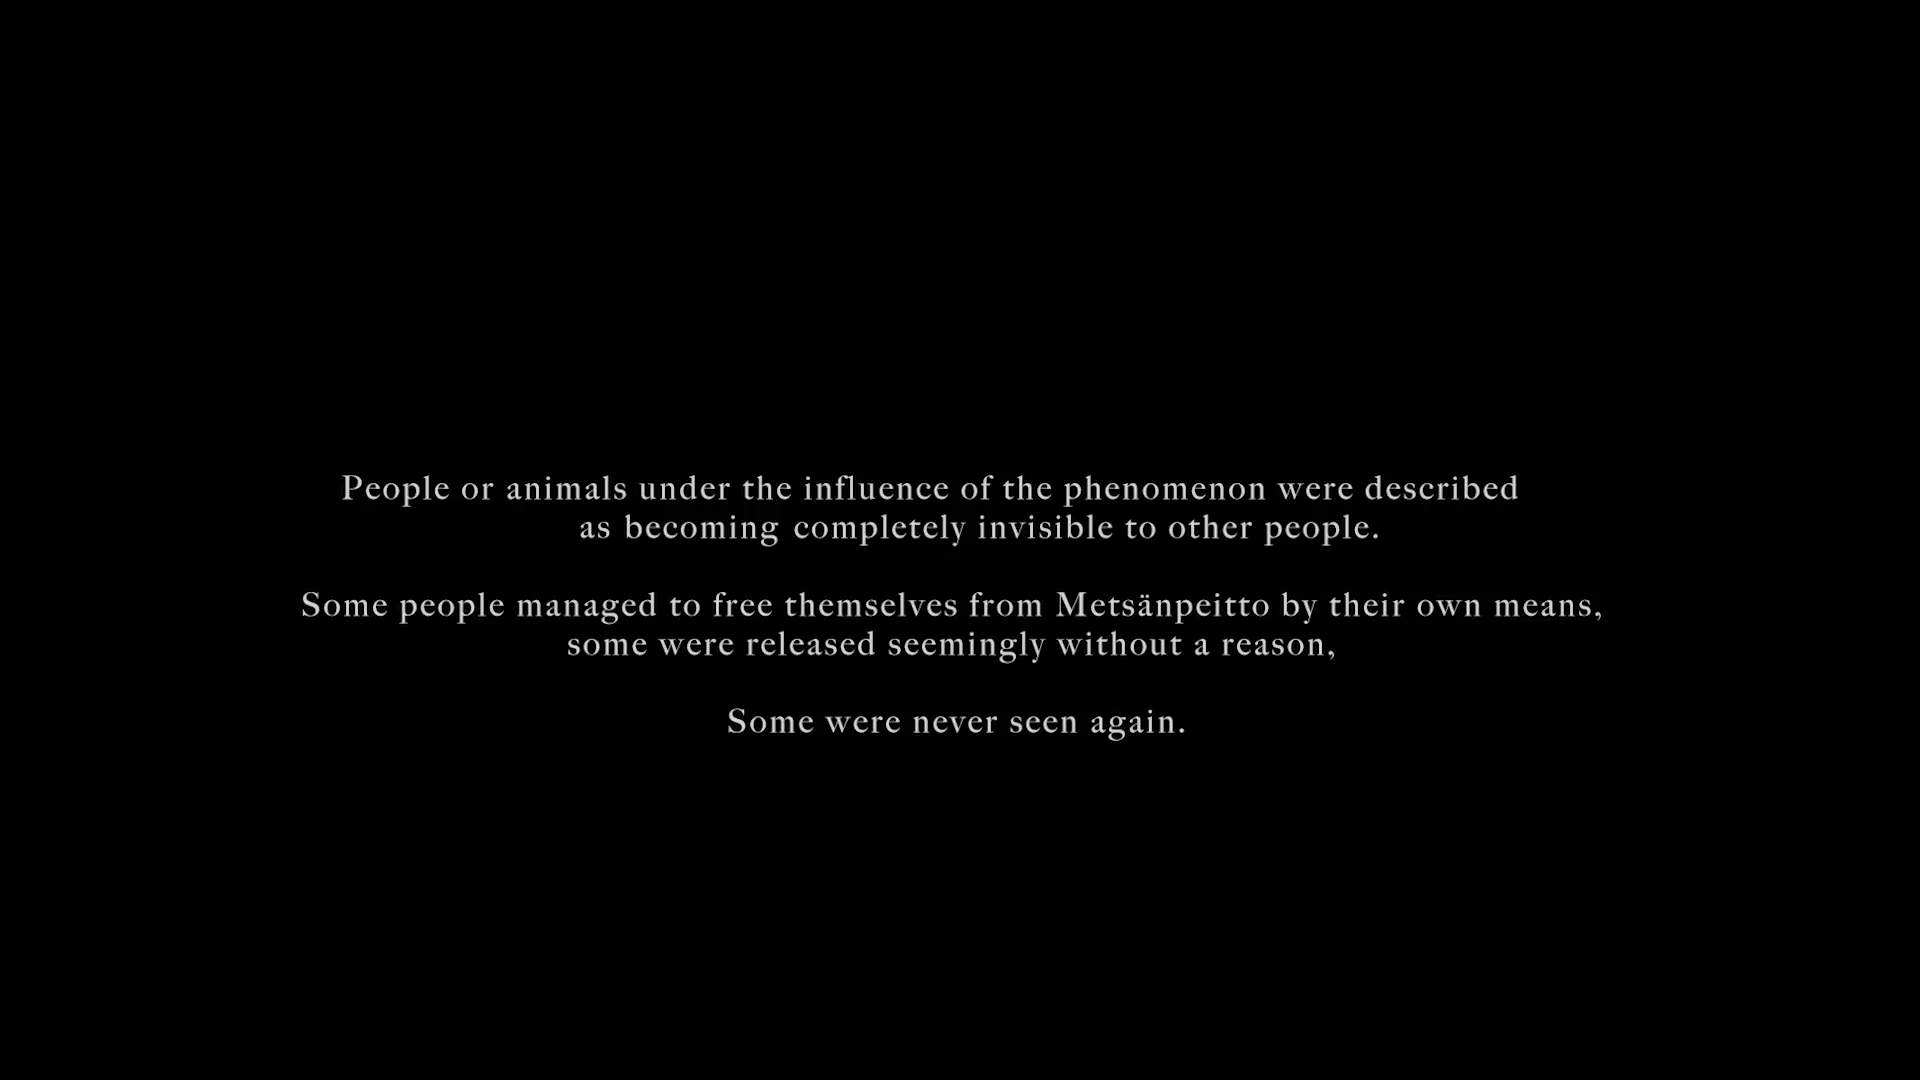 People or animals under the influence of the phenomenon were described
as becoming completely invisible to other people.
Some people managed to free themselves from Metsänpeitto by their own means,
some were released seemingly without a reason,
Some were never seen again.